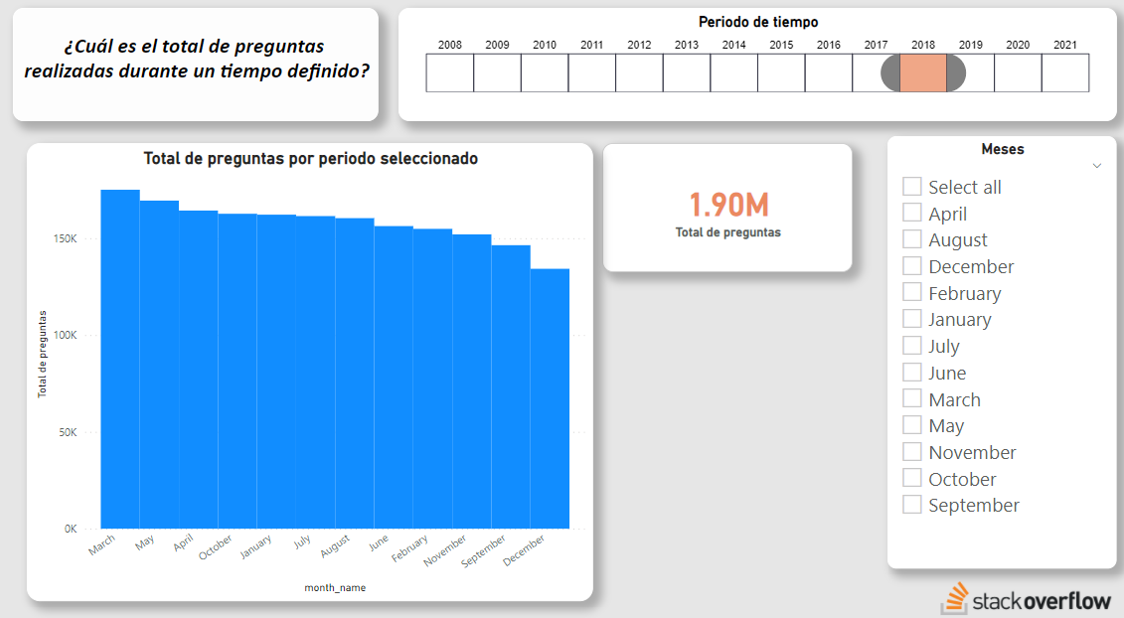 ¿Cuál es el total de preguntas
realizadas durante un tiempo definido?
Periodo de tiempo
2008 2009 2010 2011 2012 2013 2014 2015 2016 2017 2018 2019 2020 2021
Total de preguntas por periodo seleccionado
150K
100K
50K
0K
Total de preguntas
March May April October January July August June February November September December
month_name
1.90M
Total de preguntas
Meses
Select all
April
August
December
February
January
July
June
March
May
November
October
September
stackoverflow